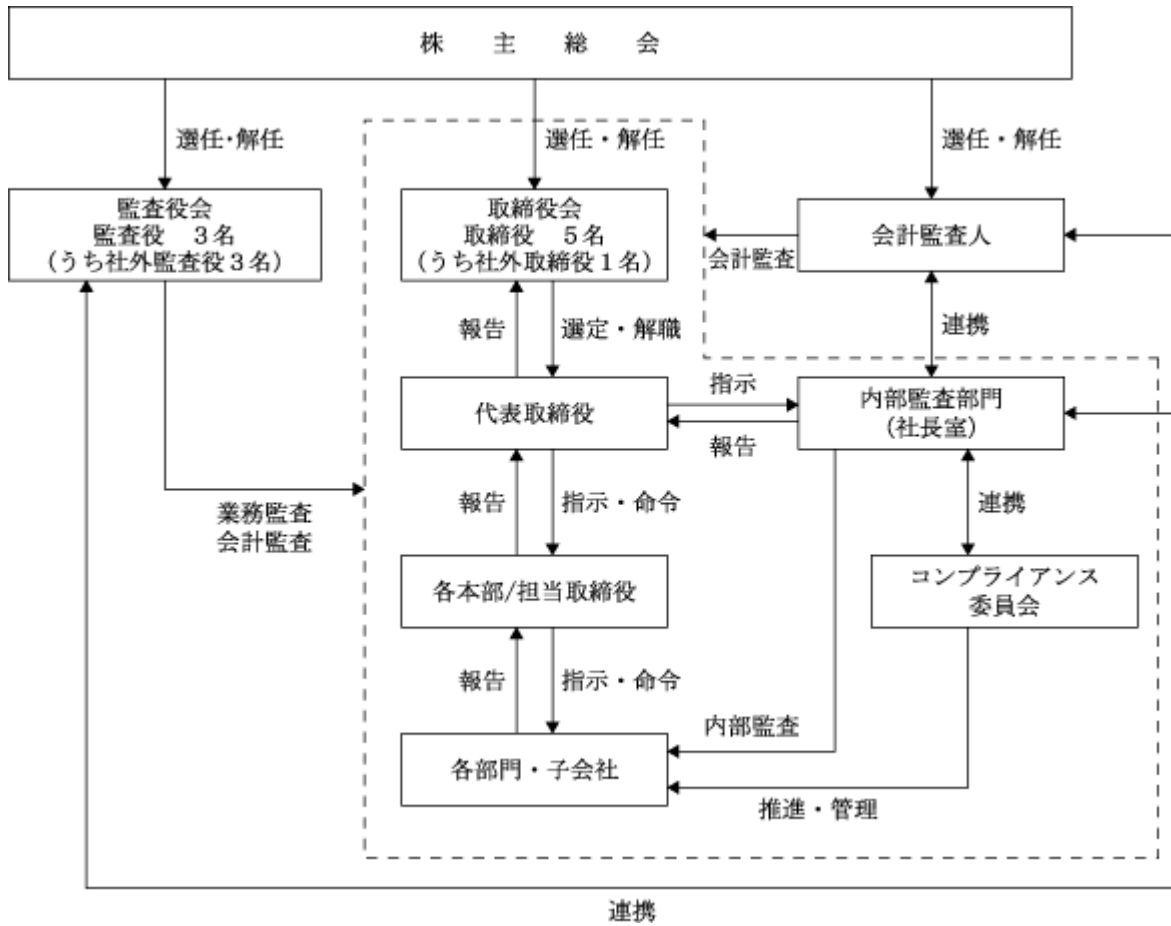 株主総会
選任・解任
選任・解任
選任・解任
監査役会
監査役 3名
(うち社外監査役3名)
取締役会
取締役 5名
(うち社外取締役1名)
会計監査人
会計監査
報告
選定・解職
連携
代表取締役
指示
報告
内部監査部門
(社長室)
業務監査
会計監査
報告
指示・命令
連携
各本部/担当取締役
コンプライアンス
委員会
報告
指示・命令
内部監査
各部門・子会社
推進・管理
連携